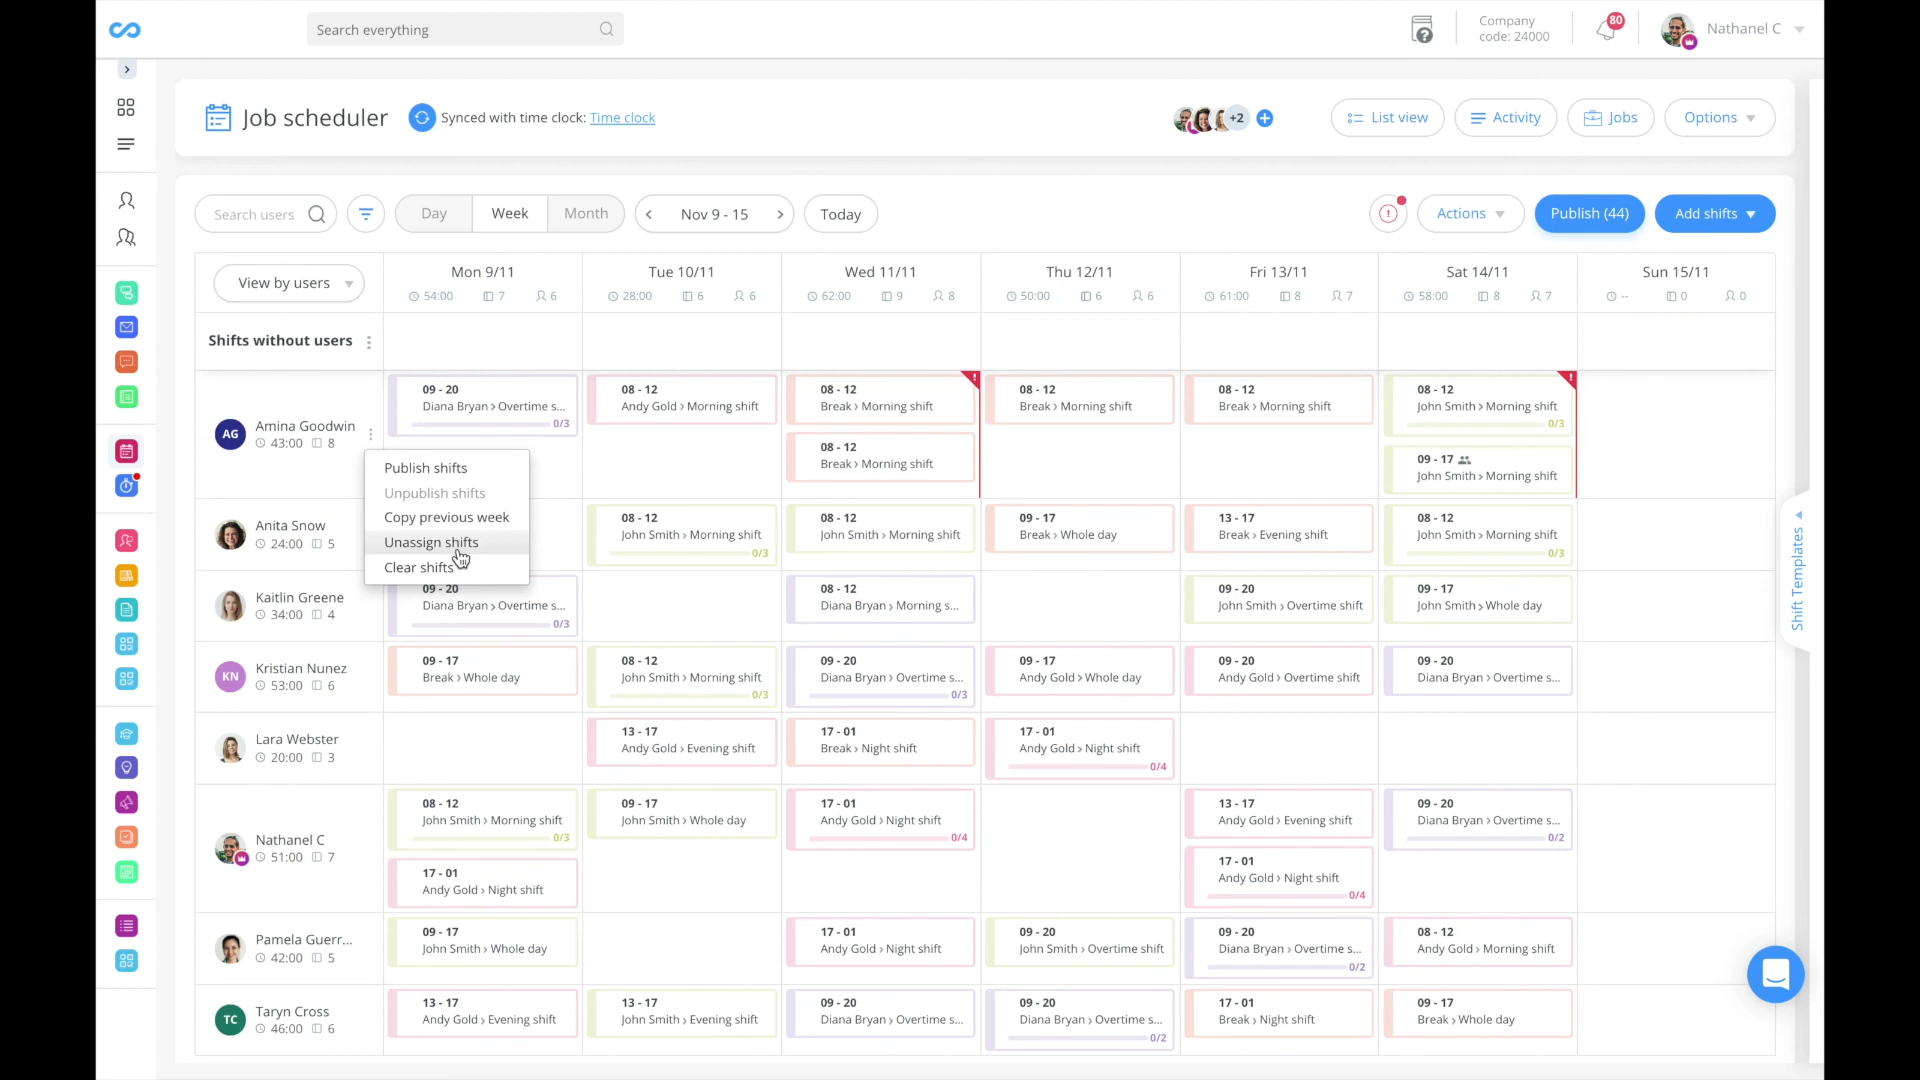 Search everything
Company
code: 24000
80
Nathanel C
Job scheduler
Synced with time clock: Time clock
+2
List view
Activity
Jobs
Options
Search users
Day
Week
Month
Nov 9 - 15
Today
Actions
Publish (44)
Add shifts
View by users
Mon 9/11
54:00 7 6
Tue 10/11
28:00 6 6
Wed 11/11
62:00 9 8
Thu 12/11
50:00 6 6
Fri 13/11
61:00 8 7
Sat 14/11
58:00 8 7
Sun 15/11
-- 0 0
Shifts without users
AG
Amina Goodwin
43:00 8
09 - 20
Diana Bryan > Overtime s...
0/3
08 - 12
Andy Gold > Morning shift
08 - 12
Break > Morning shift
08 - 12
Break > Morning shift
08 - 12
Break > Morning shift
08 - 12
Break > Morning shift
08 - 12
John Smith > Morning shift
0/3
09 - 17
John Smith > Morning shift
Publish shifts
Unpublish shifts
Copy previous week
Unassign shifts
Clear shifts
Anita Snow
24:00 5
08 - 12
John Smith > Morning shift
0/3
08 - 12
John Smith > Morning shift
09 - 17
Break > Whole day
13 - 17
Break > Evening shift
08 - 12
John Smith > Morning shift
0/3
Kaitlin Greene
34:00 4
09 - 20
Diana Bryan > Overtime s...
0/3
08 - 12
Diana Bryan > Morning s...
09 - 20
John Smith > Overtime shift
09 - 17
John Smith > Whole day
KN
Kristian Nunez
53:00 6
09 - 17
Break > Whole day
08 - 12
John Smith > Morning shift
0/3
09 - 20
Diana Bryan > Overtime s...
0/3
09 - 17
Andy Gold > Whole day
09 - 20
Andy Gold > Overtime shift
09 - 20
Diana Bryan > Overtime s...
Lara Webster
20:00 3
13 - 17
Andy Gold > Evening shift
17 - 01
Break > Night shift
17 - 01
Andy Gold > Night shift
0/4
Nathanel C
51:00 7
08 - 12
John Smith > Morning shift
0/3
17 - 01
Andy Gold > Night shift
09 - 17
John Smith > Whole day
17 - 01
Andy Gold > Night shift
0/4
13 - 17
Andy Gold > Evening shift
17 - 01
Andy Gold > Night shift
0/4
09 - 20
Diana Bryan > Overtime s...
0/2
Pamela Guerr...
42:00 5
09 - 17
John Smith > Whole day
17 - 01
Andy Gold > Night shift
09 - 20
John Smith > Overtime shift
09 - 20
Diana Bryan > Overtime s...
0/2
08 - 12
Andy Gold > Morning shift
TC
Taryn Cross
46:00 6
13 - 17
Andy Gold > Evening shift
13 - 17
John Smith > Evening shift
09 - 20
Diana Bryan > Overtime s...
09 - 20
Diana Bryan > Overtime s...
0/2
17 - 01
Break > Night shift
09 - 17
Break > Whole day
Shift Templates